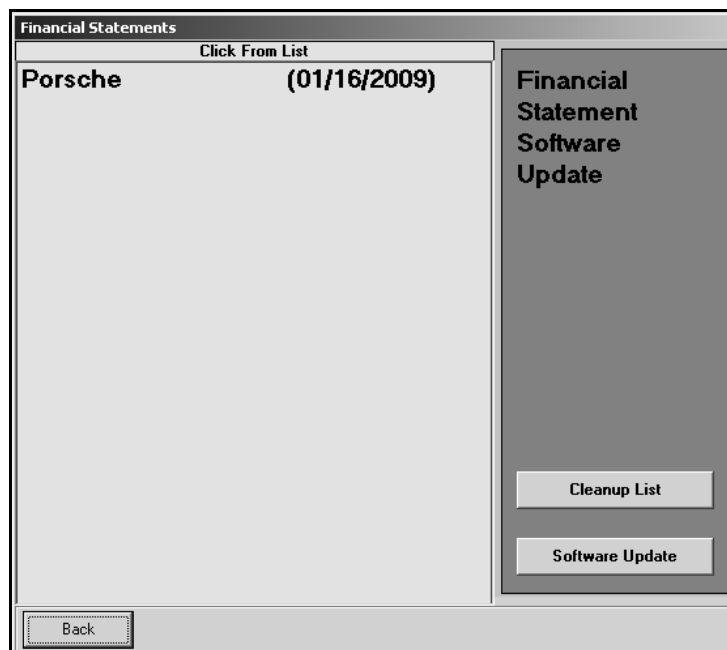 Financial Statements
Click From List
Porsche (01/16/2009)
Financial
Statement
Software
Update
Cleanup List
Software Update
Back